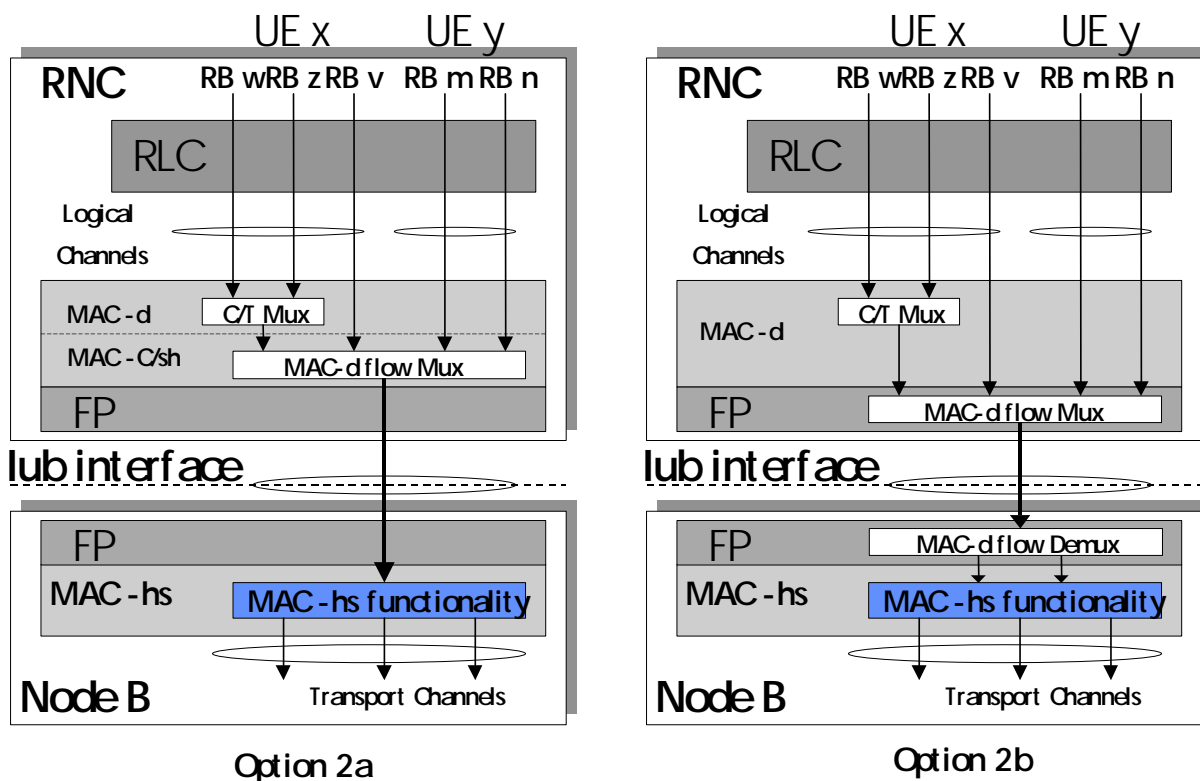 UE x UE y
RNC RB w RB z RB v RB m RB n
RLC
Logical
Channels
MAC-d
C/T Mux
MAC-C/sh
MAC-d flow Mux
FP
Iub interface
FP
MAC-hs
MAC-hs functionality
Node B
Transport Channels
Option 2a
UE x UE y
RNC RB w RB z RB v RB m RB n
RLC
Logical
Channels
C/T Mux
MAC-d
FP
MAC-d flow Mux
Iub interface
FP
MAC-d flow Demux
MAC-hs
MAC-hs functionality
Node B
Transport Channels
Option 2b